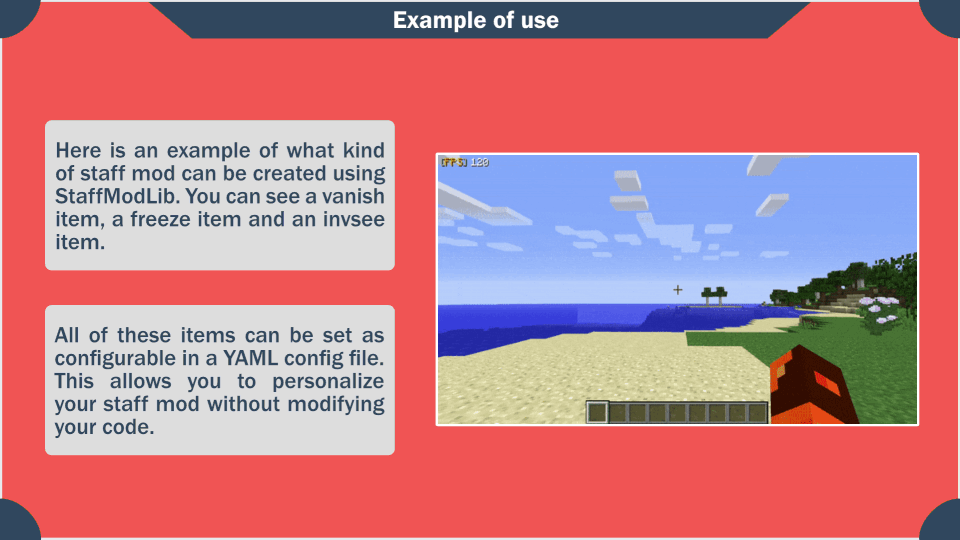 Example of use
Here is an example of what kind
of staff mod can be created using
StaffModLib. You can see a vanish
item, a freeze item and an invsee
item.
[FPS] 120
All of these items can be set as
configurable in a YAML config file.
This allows you to personalize
your staff mod without modifying
your code.